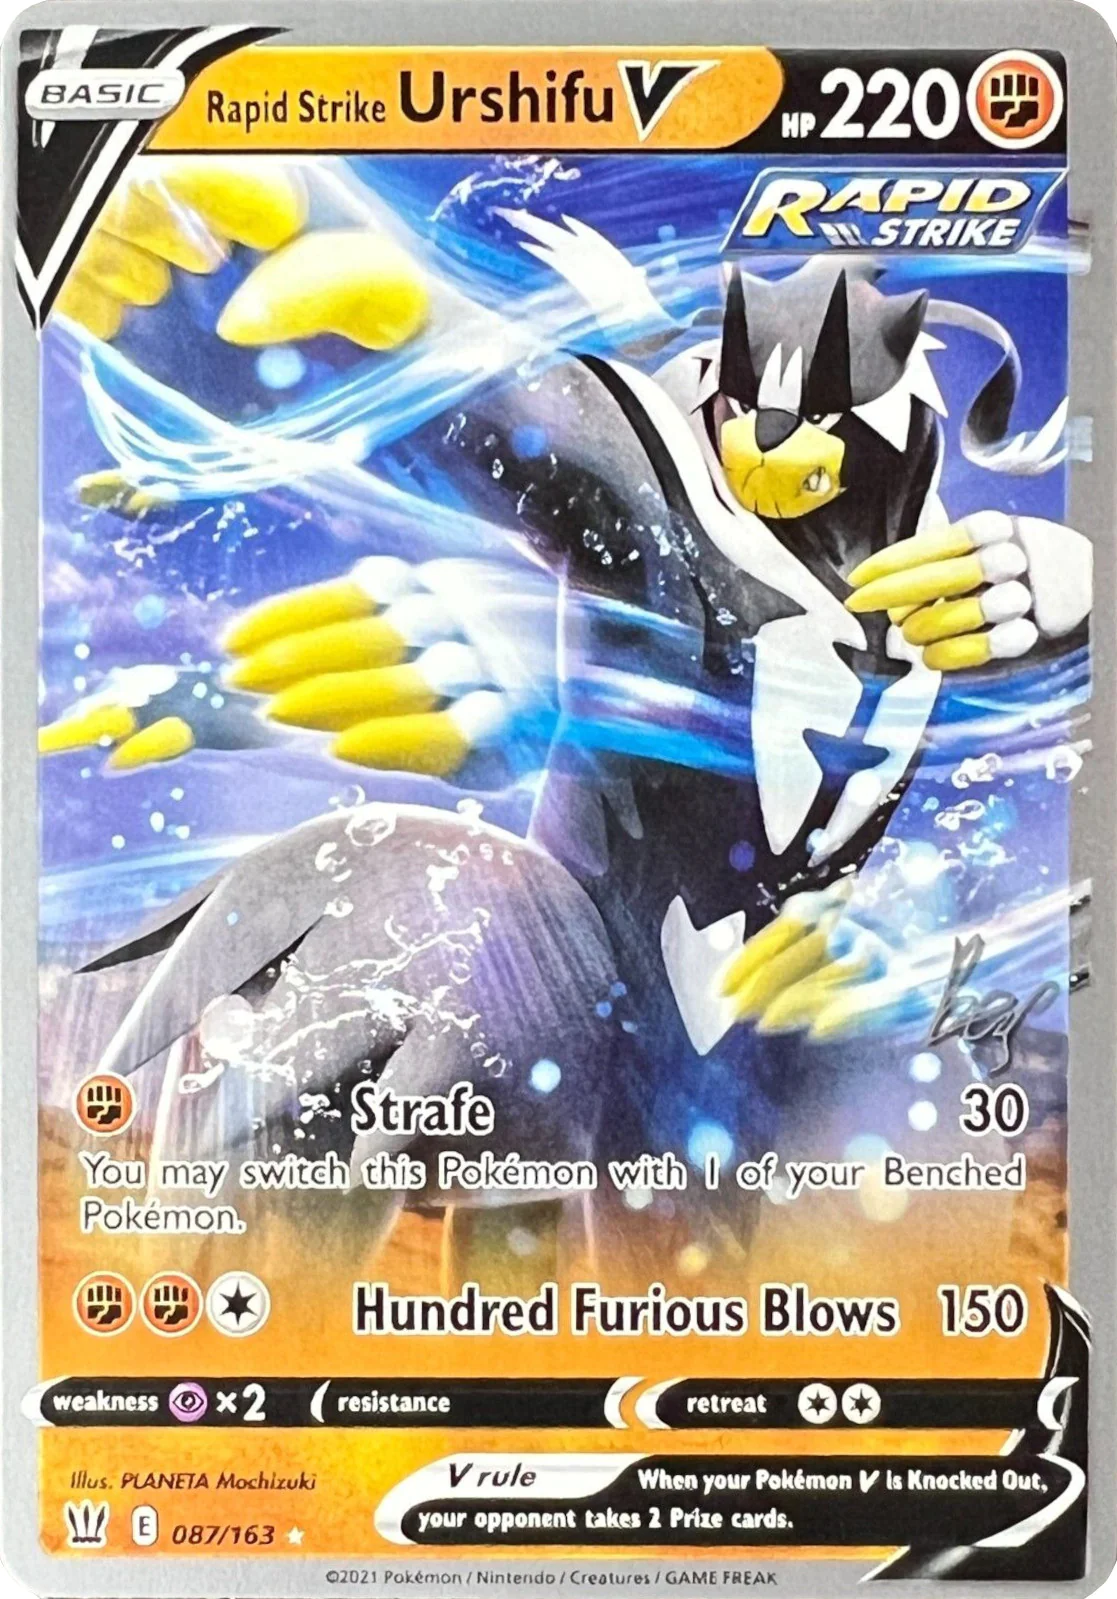 BASIC
Rapid Strike Urshifu V HP 220
RAPID
STRIKE
Strafe 30
You may switch this Pokémon with 1 of your Benched
Pokémon.
Hundred Furious Blows 150
weakness ×2 resistance retreat
Illus. PLANETA Mochizuki
V rule When your Pokémon V is Knocked Out,
your opponent takes 2 Prize cards.
E 087/163
©2021 Pokémon / Nintendo / Creatures / GAME FREAK